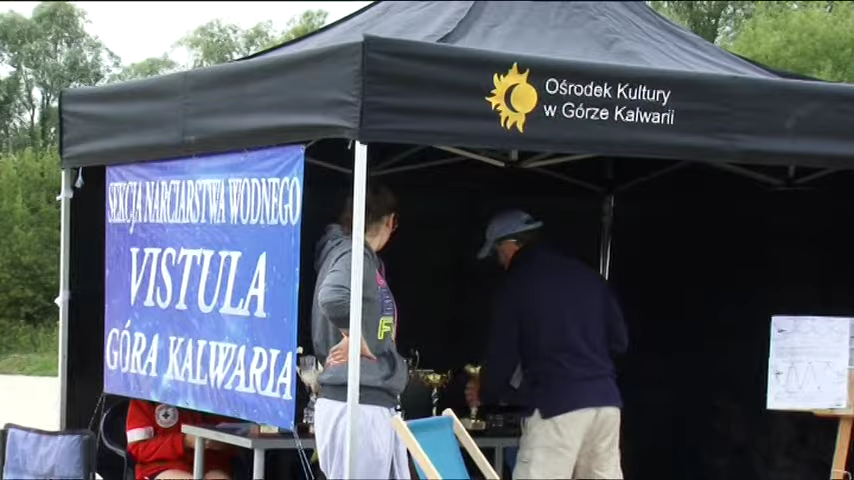 Ośrodek Kultury
w Górze Kalwarii
SEKCJA NARCIARSTWA WODNEGO
VISTULA
GÓRA KALWARIA